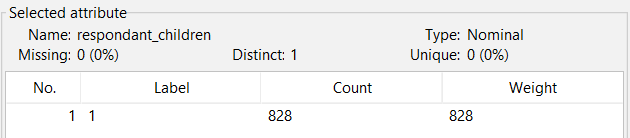 Selected attribute
Name: respondant_children Type: Nominal
Missing: 0 (0%) Distinct: 1 Unique: 0 (0%)
No. Label Count Weight
1 1 828 828